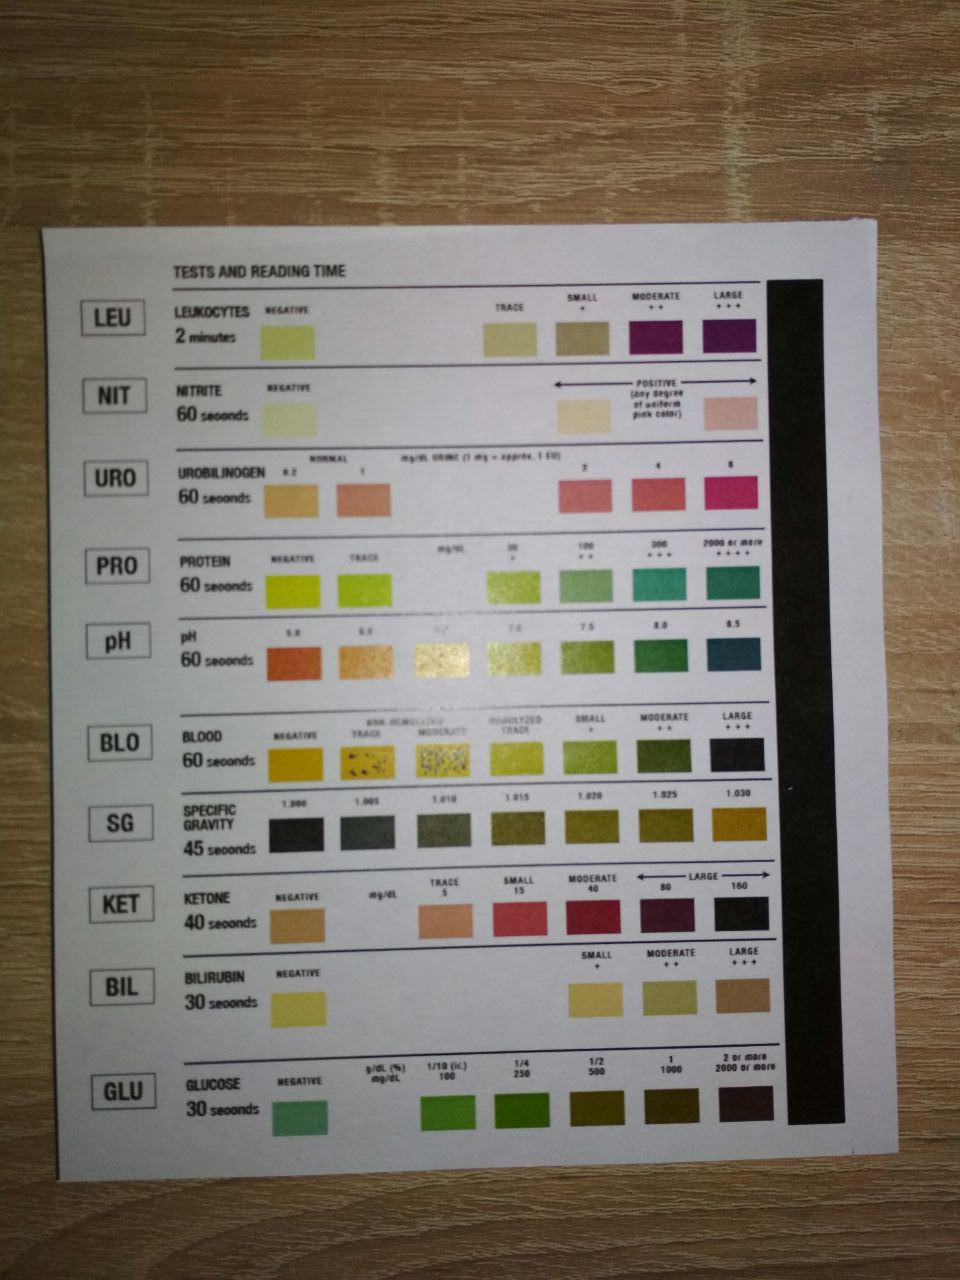 TESTS AND READING TIME
LEU LEUKOCYTES NEGATIVE TRACE SMALL + MODERATE ++ LARGE +++
2 minutes
NIT NITRITE NEGATIVE POSITIVE
60 seconds (any degree of uniform pink color)
URO UROBILINOGEN NORMAL 0.2 1 mg/dL URINE (1 mg = approx. 1 EU) 2 4 8
60 seconds
PRO PROTEIN NEGATIVE TRACE mg/dL 30 + 100 ++ 300 +++ 2000 or more ++++
60 seconds
pH pH 5.0 6.0 7.0 7.5 8.0 8.5
60 seconds
BLO BLOOD NEGATIVE NON-HEMOLYZED TRACE MODERATE HEMOLYZED TRACE SMALL + MODERATE ++ LARGE +++
60 seconds
SG SPECIFIC GRAVITY 1.000 1.005 1.010 1.015 1.020 1.025 1.030
45 seconds
KET KETONE NEGATIVE mg/dL TRACE 5 SMALL 15 MODERATE 40 LARGE 80 160
40 seconds
BIL BILIRUBIN NEGATIVE SMALL + MODERATE ++ LARGE +++
30 seconds
GLU GLUCOSE NEGATIVE g/dL (%) mg/dL 1/10 (tr.) 100 1/4 250 1/2 500 1 1000 2 or more 2000 or more
30 seconds